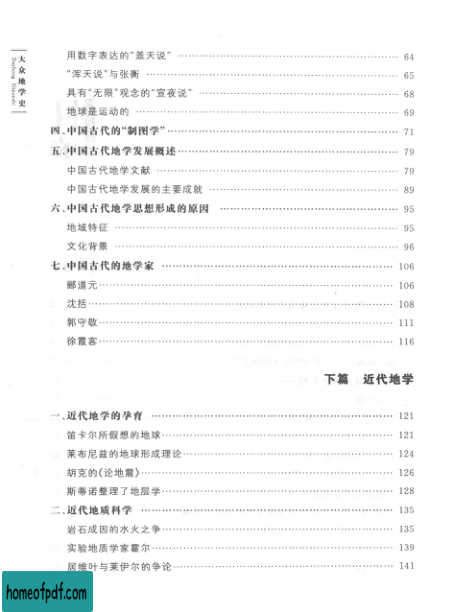 大众地学史
用数字表达的“盖天说” 64
“浑天说”与张衡 65
具有“无限”观念的“宣夜说” 68
地球是运动的 69
四、中国古代的“制图学” 71
五、中国古代地学发展概述 79
中国古代地学文献 79
中国古代地学发展的主要成就 89
六、中国古代地学思想形成的原因 95
地域特征 95
文化背景 96
七、中国古代的地学家 106
郦道元 106
沈括 108
郭守敬 111
徐霞客 116
下篇 近代地学
一、近代地学的孕育 121
笛卡尔所假想的地球 121
莱布尼兹的地球形成理论 124
胡克的《论地震》 126
斯蒂诺整理了地层学 128
二、近代地质科学 135
岩石成因的水火之争 135
实验地质学家霍尔 139
居维叶与莱伊尔的争论 141
homeofpdf.com